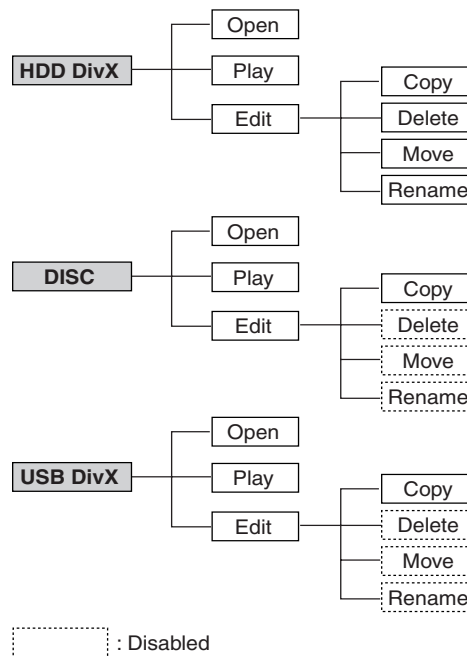 Open
HDD DivX
Play
Edit
Copy
Delete
Move
Rename
Open
DISC
Play
Edit
Copy
Delete
Move
Rename
Open
USB DivX
Play
Edit
Copy
Delete
Move
Rename
: Disabled